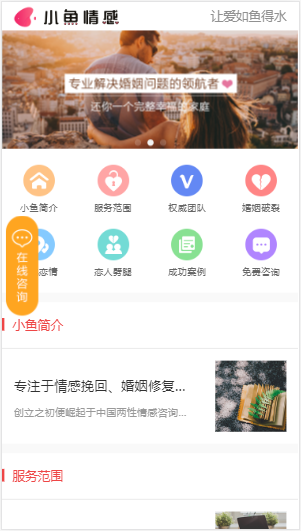 小鱼情感
让爱如鱼得水
专业解决婚姻问题的领航者
还你一个完整幸福的家庭
小鱼简介
服务范围
权威团队
婚姻破裂
恋情
恋人劈腿
成功案例
免费咨询
在线咨询
小鱼简介
专注于情感挽回、婚姻修复...
创立之初便崛起于中国两性情感咨询...
服务范围